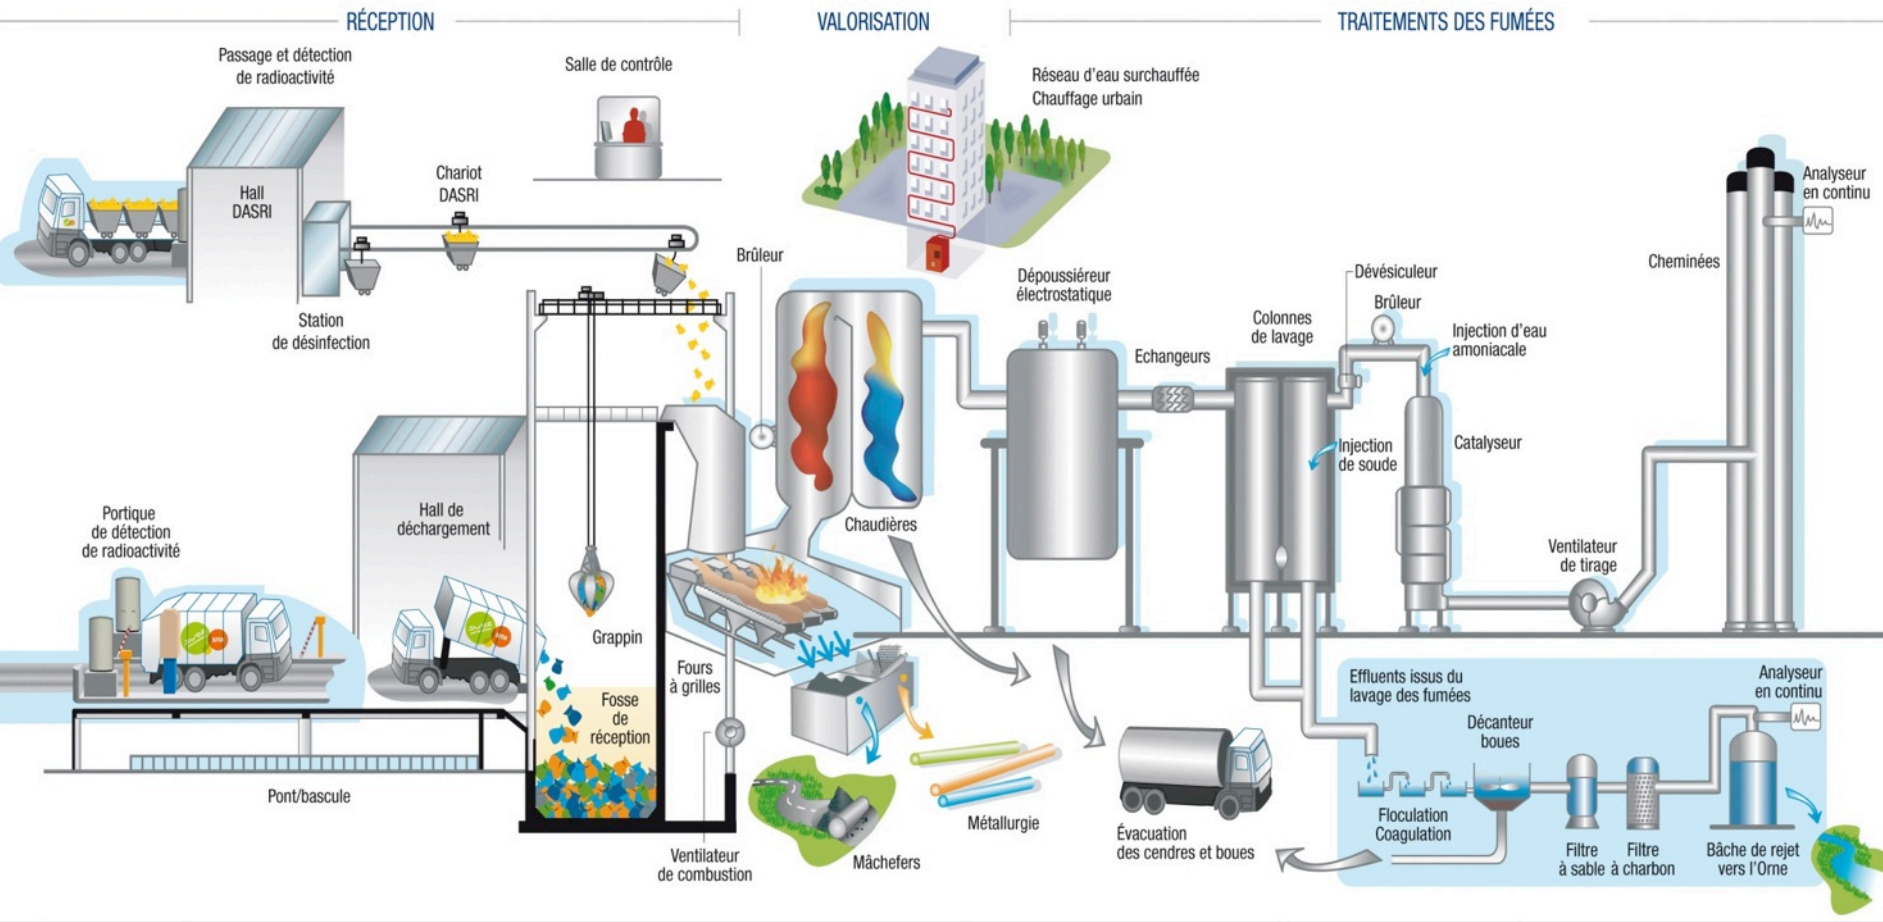 RÉCEPTION
VALORISATION
TRAITEMENTS DES FUMÉES
Passage et détection
de radioactivité
Salle de contrôle
Réseau d'eau surchauffée
Chauffage urbain
Hall
DASRI
Chariot
DASRI
Station
de désinfection
Brûleur
Dépoussiéreur
électrostatique
Echangeurs
Colonnes
de lavage
Dévésiculeur
Brûleur
Injection d'eau
amoniacale
Cheminées
Analyseur
en continu
Injection
de soude
Catalyseur
Ventilateur
de tirage
Portique
de détection
de radioactivité
Hall de
déchargement
Chaudières
Grappin
Fours
à grilles
Fosse
de
réception
Pont/bascule
Ventilateur
de combustion
Mâchefers
Métallurgie
Évacuation
des cendres et boues
Effluents issus du
lavage des fumées
Décanteur
boues
Analyseur
en continu
Floculation
Coagulation
Filtre
à sable
Filtre
à charbon
Bâche de rejet
vers l'Orne